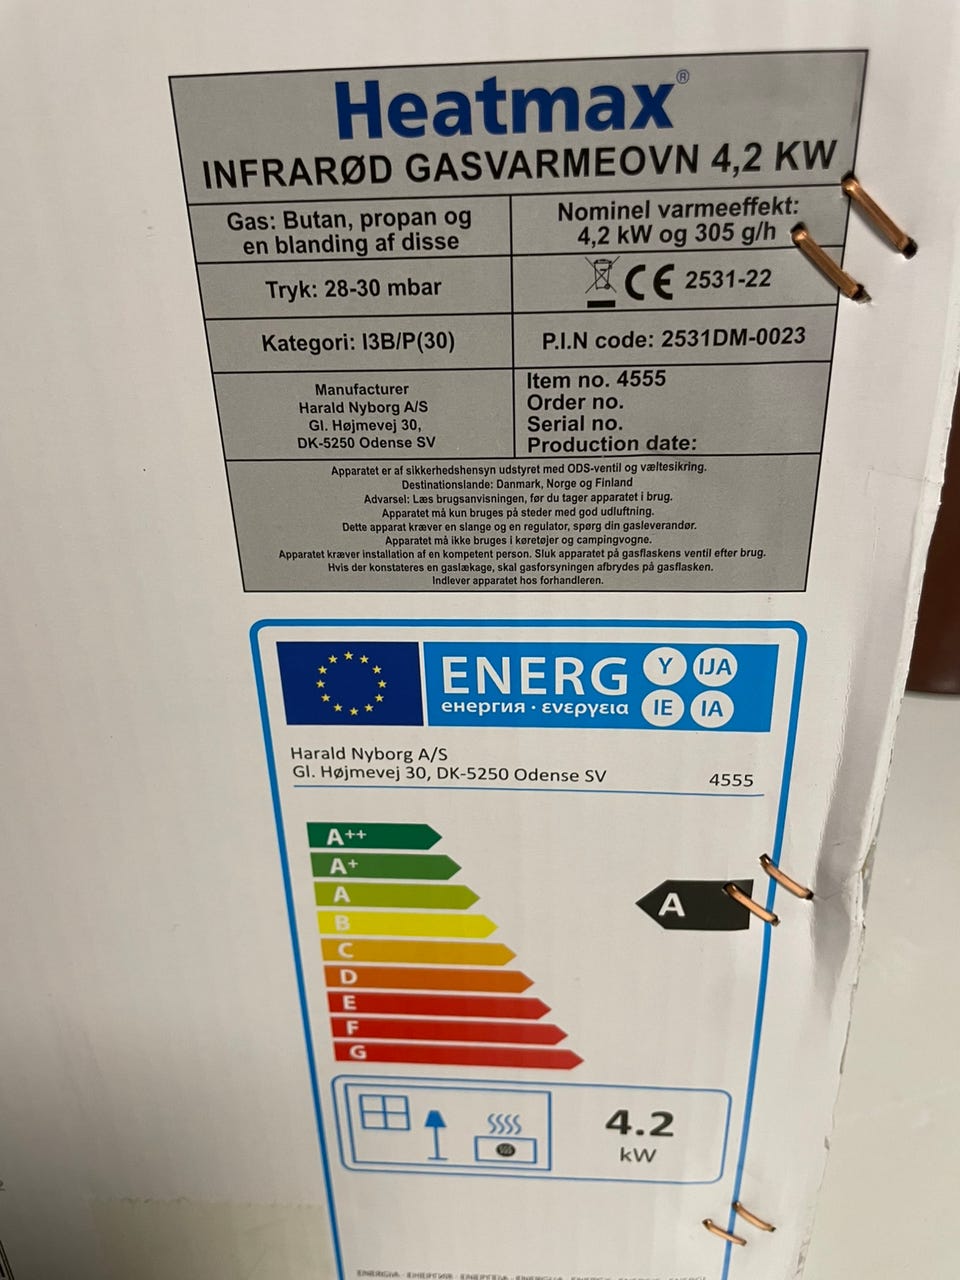 Heatmax®
INFRARØD GASVARMEOVN 4,2 KW
Gas: Butan, propan og
en blanding af disse
Nominel varmeeffekt:
4,2 kW og 305 g/h
Tryk: 28-30 mbar
CE 2531-22
Kategori: I3B/P(30)
P.I.N code: 2531DM-0023
Manufacturer
Harald Nyborg A/S
Gl. Højmevej 30,
DK-5250 Odense SV
Item no. 4555
Order no.
Serial no.
Production date:
Apparatet er af sikkerhedshensyn udstyret med ODS-ventil og væltesikring.
Destinationslande: Danmark, Norge og Finland
Advarsel: Læs brugsanvisningen, før du tager apparatet i brug.
Apparatet må kun bruges på steder med god udluftning.
Dette apparat kræver en slange og en regulator, spørg din gasleverandør.
Apparatet må ikke bruges i køretøjer og campingvogne.
Apparatet kræver installation af en kompetent person. Sluk apparatet på gasflaskens ventil efter brug.
Hvis der konstateres en gaslækage, skal gasforsyningen afbrydes på gasflasken.
Indlever apparatet hos forhandleren.
ENERG
енергия · ενεργεια
Y IJA
IE IA
Harald Nyborg A/S
Gl. Højmevej 30, DK-5250 Odense SV
4555
A++
A+
A
A
B
C
D
E
F
G
4.2
kW